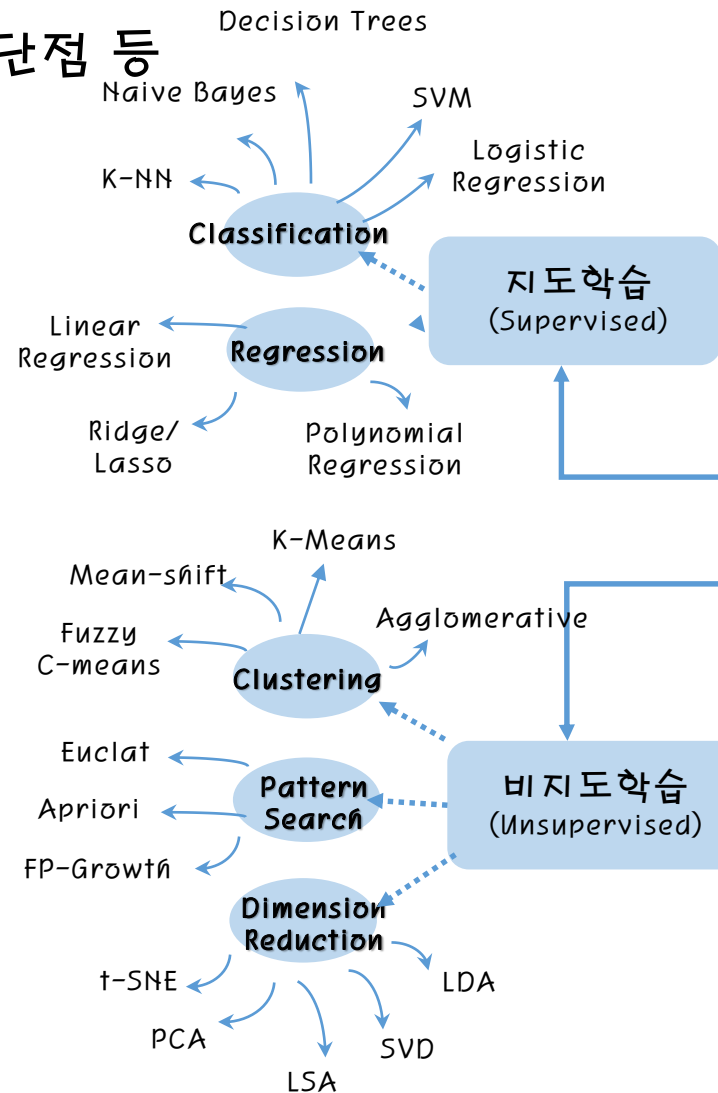 단점 등
Decision Trees
Naive Bayes
SVM
K-NN
Logistic
Regression
Classification
지도학습
(Supervised)
Linear
Regression
Regression
Ridge/
Lasso
Polynomial
Regression
K-Means
Mean-shift
Agglomerative
Fuzzy
C-means
Clustering
Euclat
Pattern
Search
Apriori
비지도학습
(Unsupervised)
FP-Growth
Dimension
Reduction
t-SNE
LDA
PCA
SVD
LSA